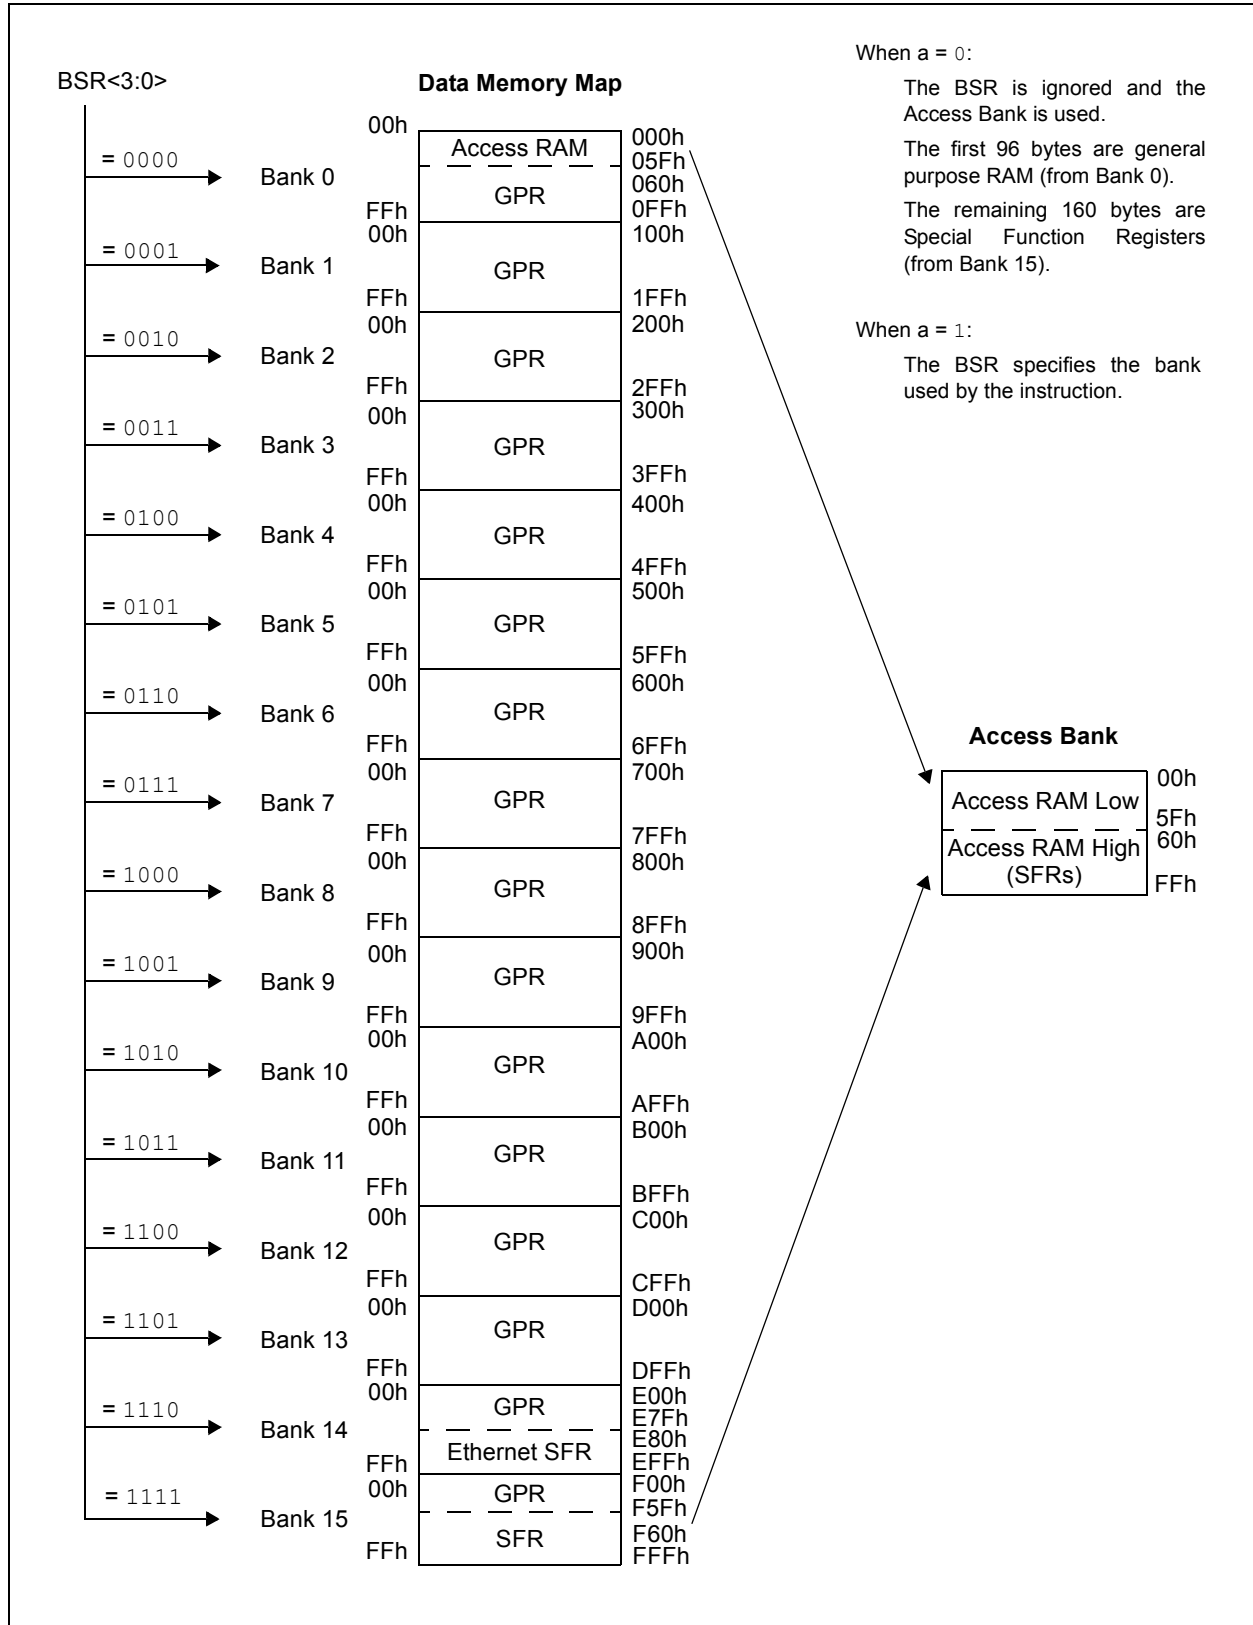 When a = 0:
BSR<3:0>
Data Memory Map
The BSR is ignored and the
Access Bank is used.
The first 96 bytes are general
purpose RAM (from Bank 0).
The remaining 160 bytes are
Special Function Registers
(from Bank 15).
When a = 1:
The BSR specifies the bank
used by the instruction.
00h
000h
Access RAM
= 0000
05Fh
Bank 0
060h
GPR
FFh
0FFh
00h
100h
= 0001
Bank 1
GPR
FFh
1FFh
00h
200h
= 0010
Bank 2
GPR
FFh
2FFh
00h
300h
= 0011
Bank 3
GPR
FFh
3FFh
00h
400h
= 0100
Bank 4
GPR
FFh
4FFh
00h
500h
= 0101
Bank 5
GPR
FFh
5FFh
00h
600h
= 0110
Bank 6
GPR
FFh
6FFh
00h
700h
= 0111
Bank 7
GPR
FFh
7FFh
00h
800h
= 1000
Bank 8
GPR
FFh
8FFh
00h
900h
= 1001
Bank 9
GPR
FFh
9FFh
00h
A00h
= 1010
Bank 10
GPR
FFh
AFFh
00h
B00h
= 1011
Bank 11
GPR
FFh
BFFh
00h
C00h
= 1100
Bank 12
GPR
FFh
CFFh
00h
D00h
= 1101
Bank 13
GPR
FFh
DFFh
00h
E00h
= 1110
GPR
E7Fh
Bank 14
E80h
Ethernet SFR
FFh
EFFh
00h
F00h
= 1111
GPR
F5Fh
Bank 15
F60h
SFR
FFh
FFFh
Access Bank
00h
Access RAM Low
5Fh
60h
Access RAM High
(SFRs)
FFh